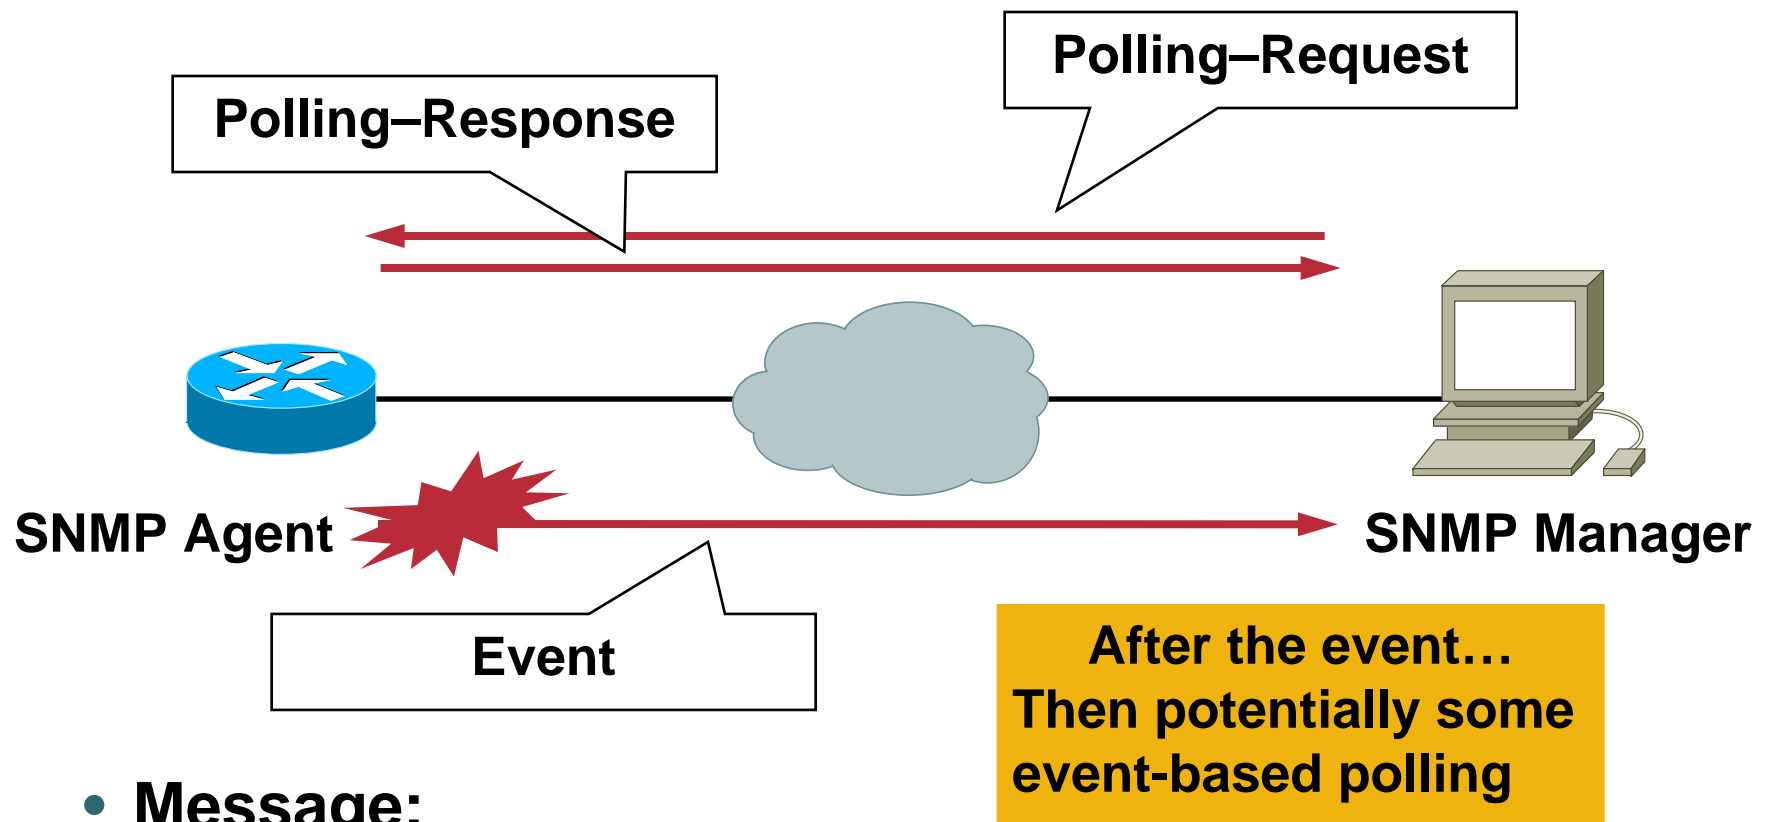 Polling–Request
Polling–Response
SNMP Agent
SNMP Manager
Event
After the event…
Then potentially some
event-based polling
• Message: